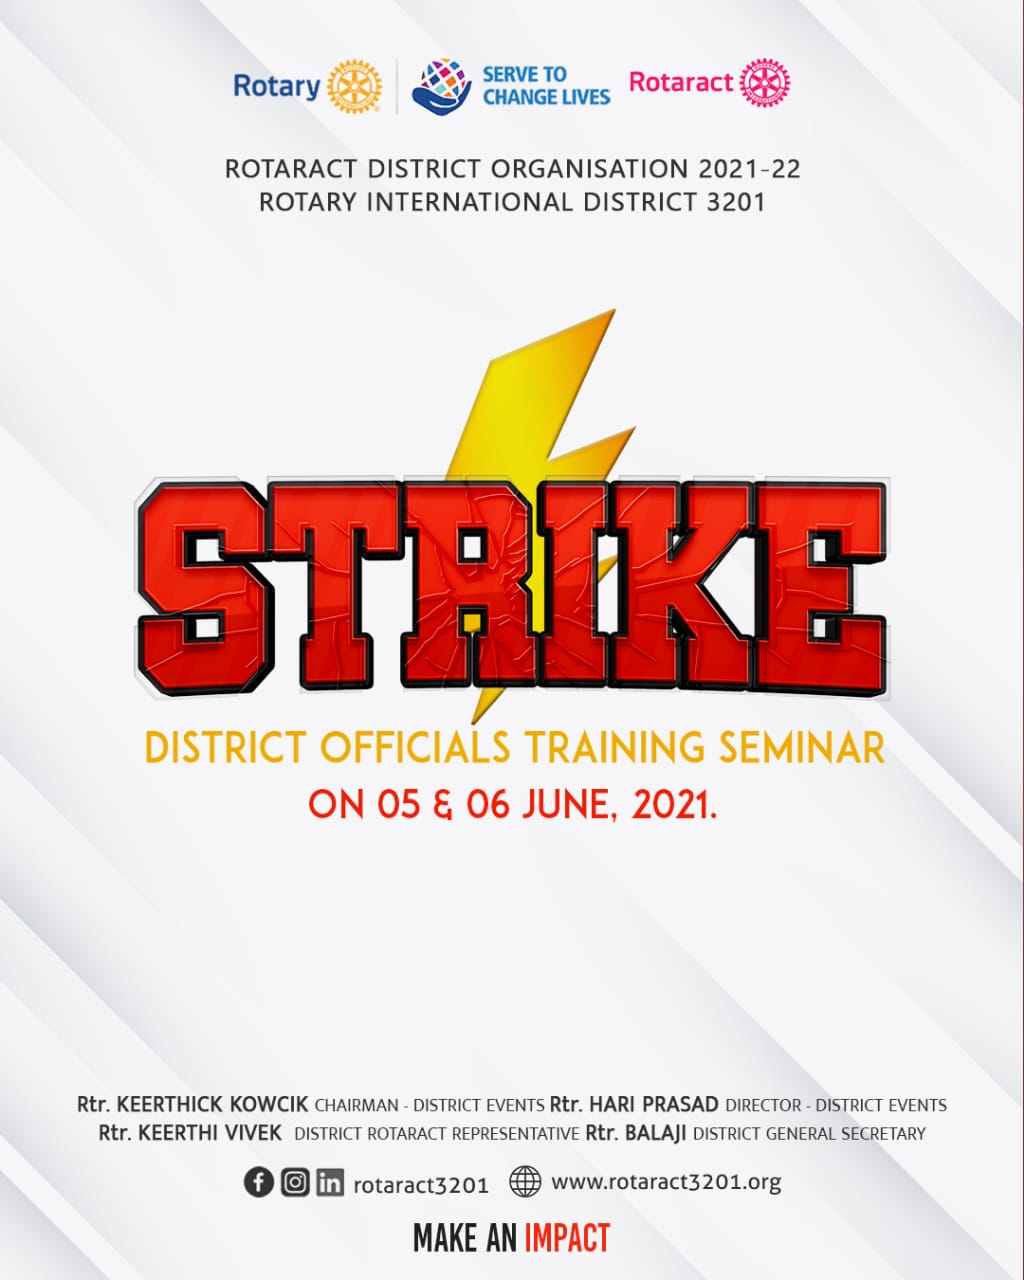 Rotary SERVE TO CHANGE LIVES Rotaract
ROTARACT DISTRICT ORGANISATION 2021-22
ROTARY INTERNATIONAL DISTRICT 3201
STRIKE
DISTRICT OFFICIALS TRAINING SEMINAR
ON 05 & 06 JUNE, 2021.
Rtr. KEERTHICK KOWCIK CHAIRMAN - DISTRICT EVENTS Rtr. HARI PRASAD DIRECTOR - DISTRICT EVENTS
Rtr. KEERTHI VIVEK DISTRICT ROTARACT REPRESENTATIVE Rtr. BALAJI DISTRICT GENERAL SECRETARY
rotaract3201 www.rotaract3201.org
MAKE AN IMPACT